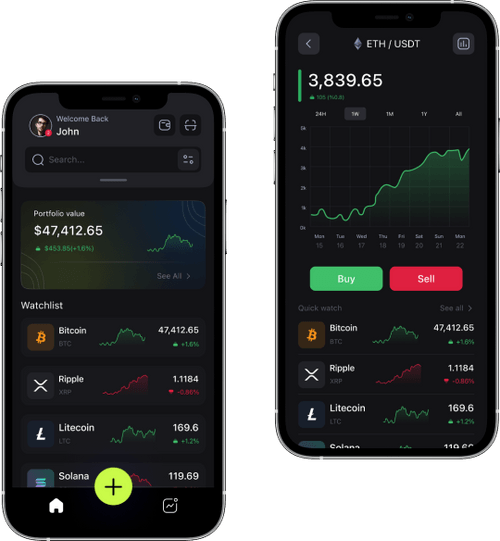 Welcome Back
John
Search...
Portfolio value
$47,412.65
$453.85(+1.6%)
See All
Watchlist
Bitcoin
BTC
47,412.65
+1.6%
Ripple
XRP
1.1184
-0.86%
Litecoin
LTC
169.6
+1.2%
Solana
119.69
ETH / USDT
3,839.65
24H
1W
1M
1Y
All
5k
4k
3k
2k
1k
0k
Mon Tue Wed Thu Fri Sat Sun Mon
15 16 17 18 19 20 21 22
Buy
Sell
Quick watch
See all
Bitcoin
BTC
47,412.65
+1.6%
Ripple
XRP
1.1184
-0.86%
Litecoin
LTC
169.6
+1.2%
Solana